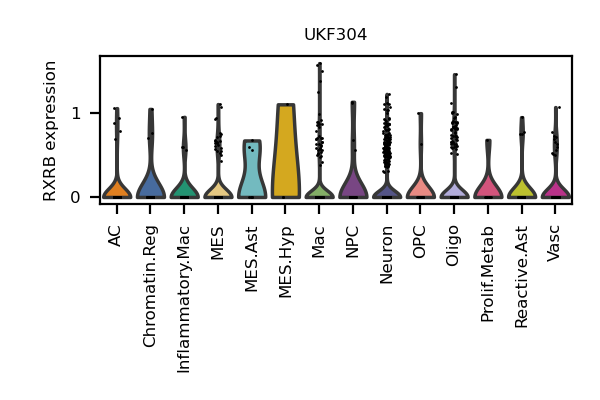 UKF304
RXRB expression
1
0
AC
Chromatin.Reg
Inflammatory.Mac
MES
MES.Ast
MES.Hyp
Mac
NPC
Neuron
OPC
Oligo
Prolif.Metab
Reactive.Ast
Vasc